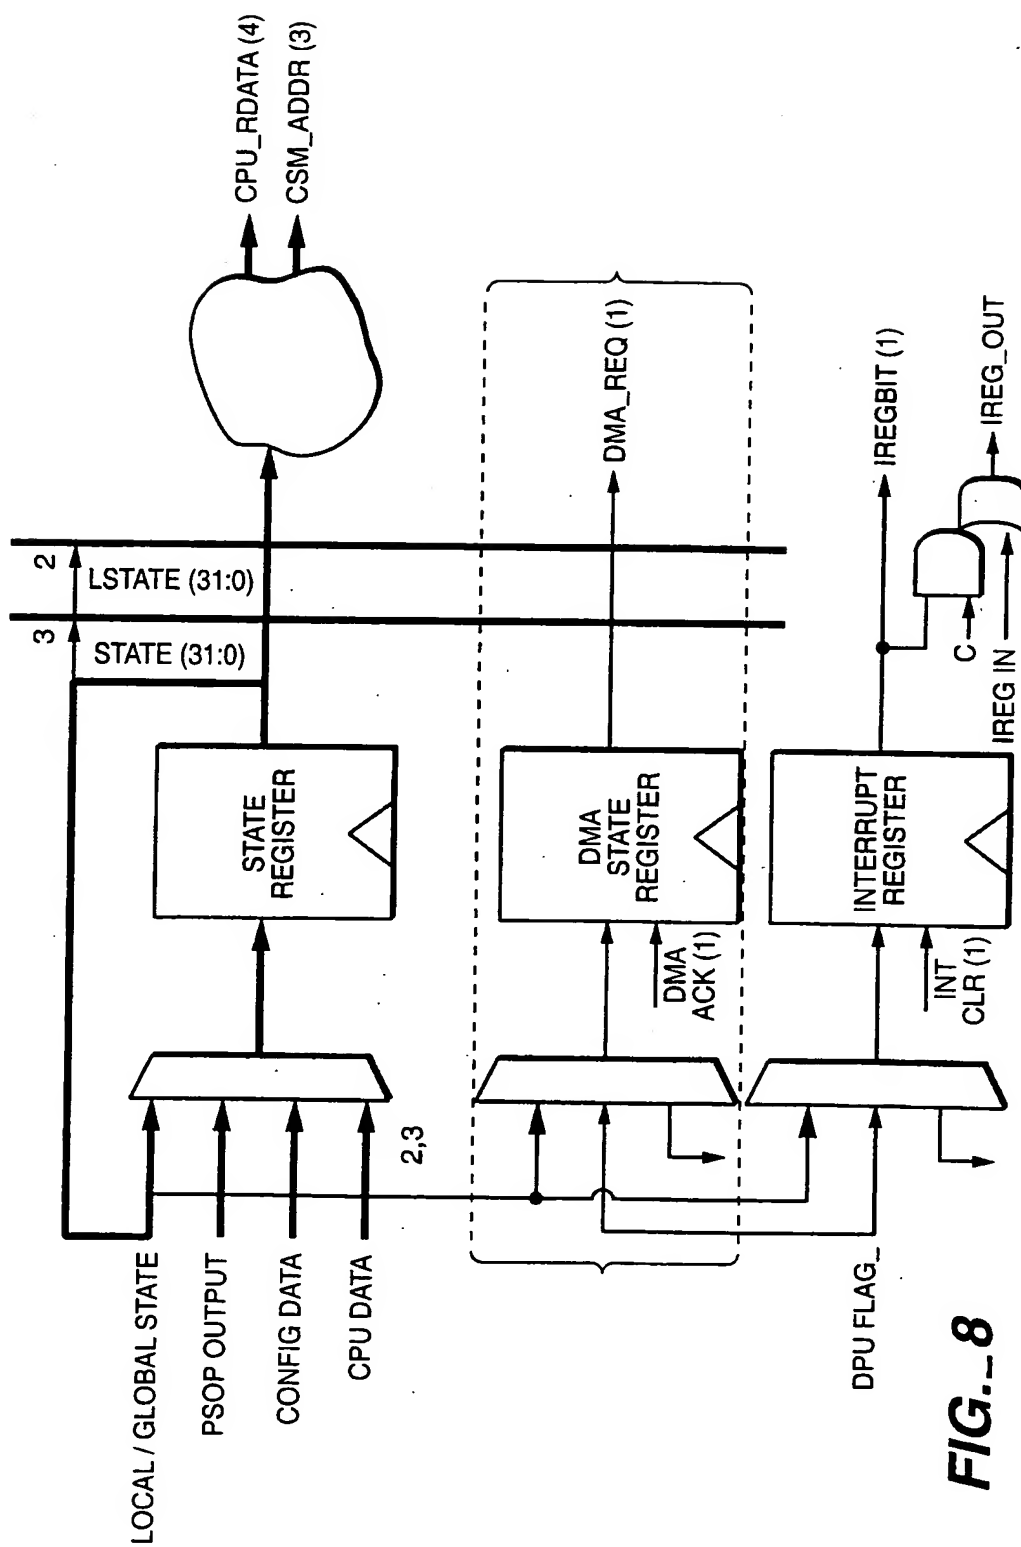 LOCAL / GLOBAL STATE
PSOP OUTPUT
CONFIG DATA
CPU DATA
2,3
STATE
REGISTER
3
STATE (31:0)
2
LSTATE (31:0)
CPU_RDATA (4)
CSM_ADDR (3)
DMA
ACK (1)
DMA
STATE
REGISTER
DMA_REQ (1)
DPU FLAG_
INT
CLR (1)
INTERRUPT
REGISTER
IREGBIT (1)
C
IREG IN
IREG_OUT
FIG._8